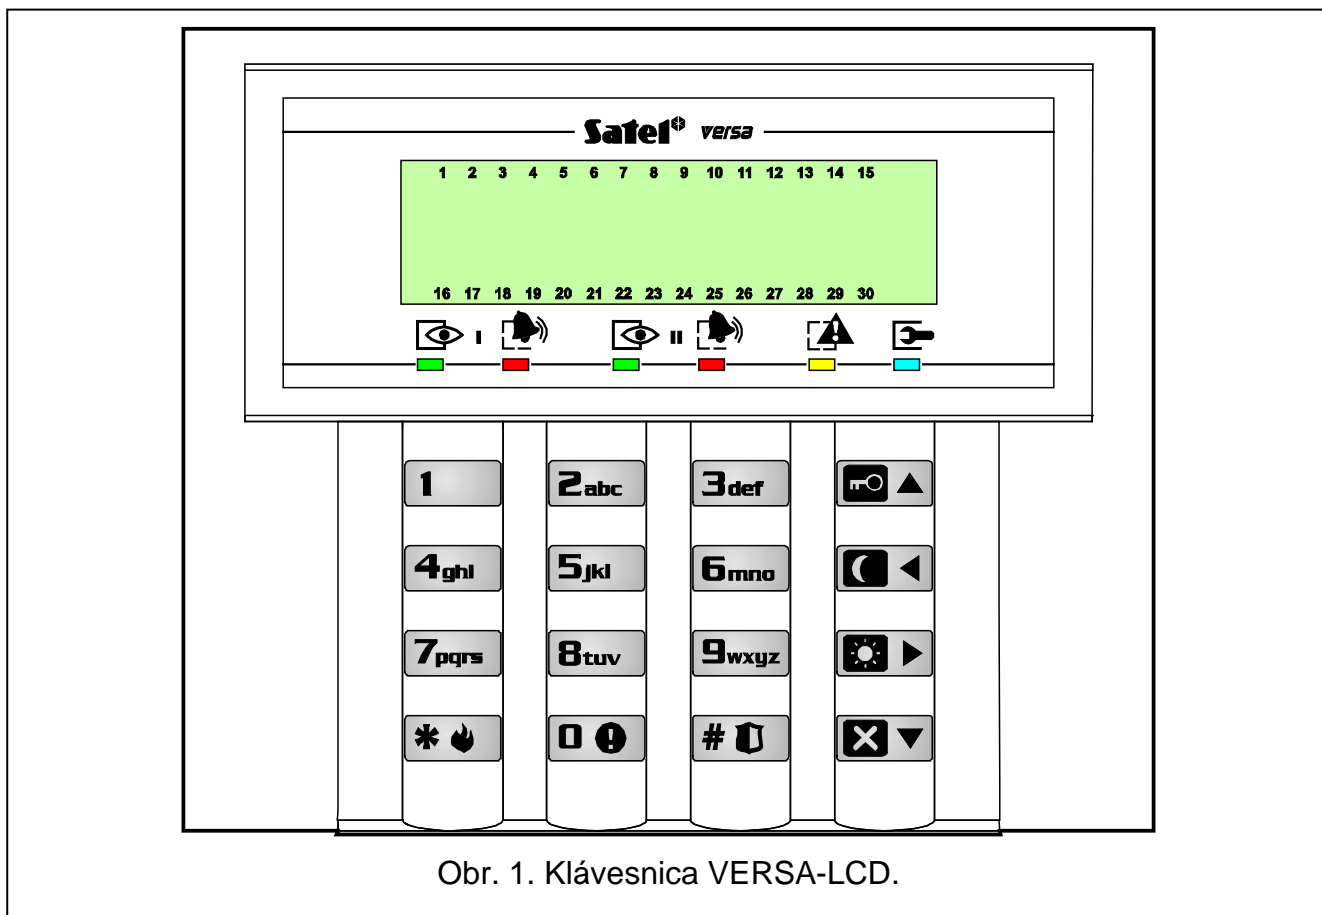 Satel® versa
1 2 3 4 5 6 7 8 9 10 11 12 13 14 15
16 17 18 19 20 21 22 23 24 25 26 27 28 29 30
I II
1 2abc 3def
4ghi 5jkl 6mno
7pqrs 8tuv 9wxyz
* 0 #
Obr. 1. Klávesnica VERSA-LCD.